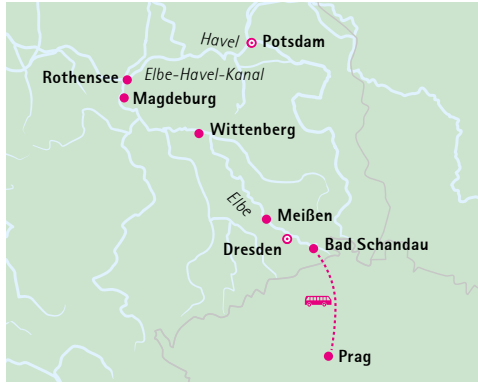 Havel
Potsdam
Rothensee
Elbe-Havel-Kanal
Magdeburg
Wittenberg
Elbe
Meißen
Dresden
Bad Schandau
Prag